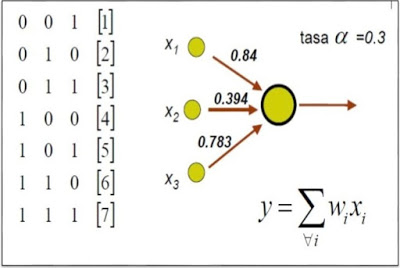 0 0 1 [1]
0 1 0 [2]
0 1 1 [3]
1 0 0 [4]
1 0 1 [5]
1 1 0 [6]
1 1 1 [7]
x1
x2
x3
0.84
0.394
0.783
tasa α =0.3
y = ∑ wixi
∀i